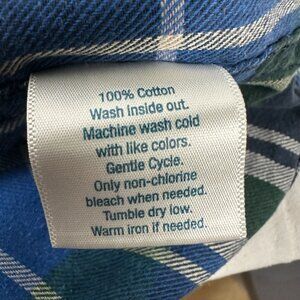 100% Cotton
Wash inside out.
Machine wash cold
with like colors.
Gentle Cycle.
Only non-chlorine
bleach when needed.
Tumble dry low.
Warm iron if needed.